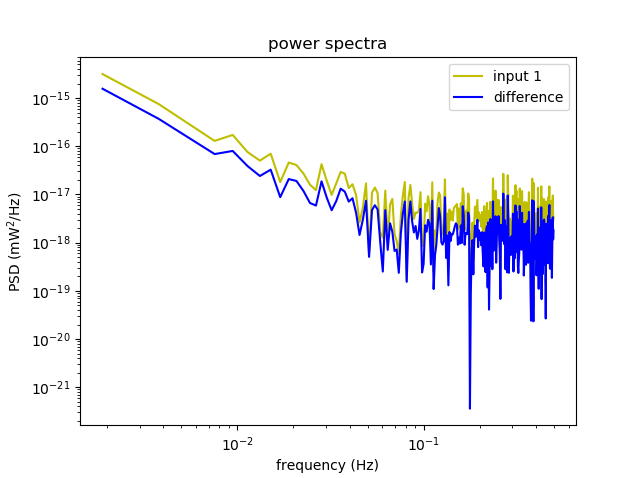 power spectra
input 1
difference
PSD (mW²/Hz)
10⁻¹⁵
10⁻¹⁶
10⁻¹⁷
10⁻¹⁸
10⁻¹⁹
10⁻²⁰
10⁻²¹
10⁻² 10⁻¹
frequency (Hz)